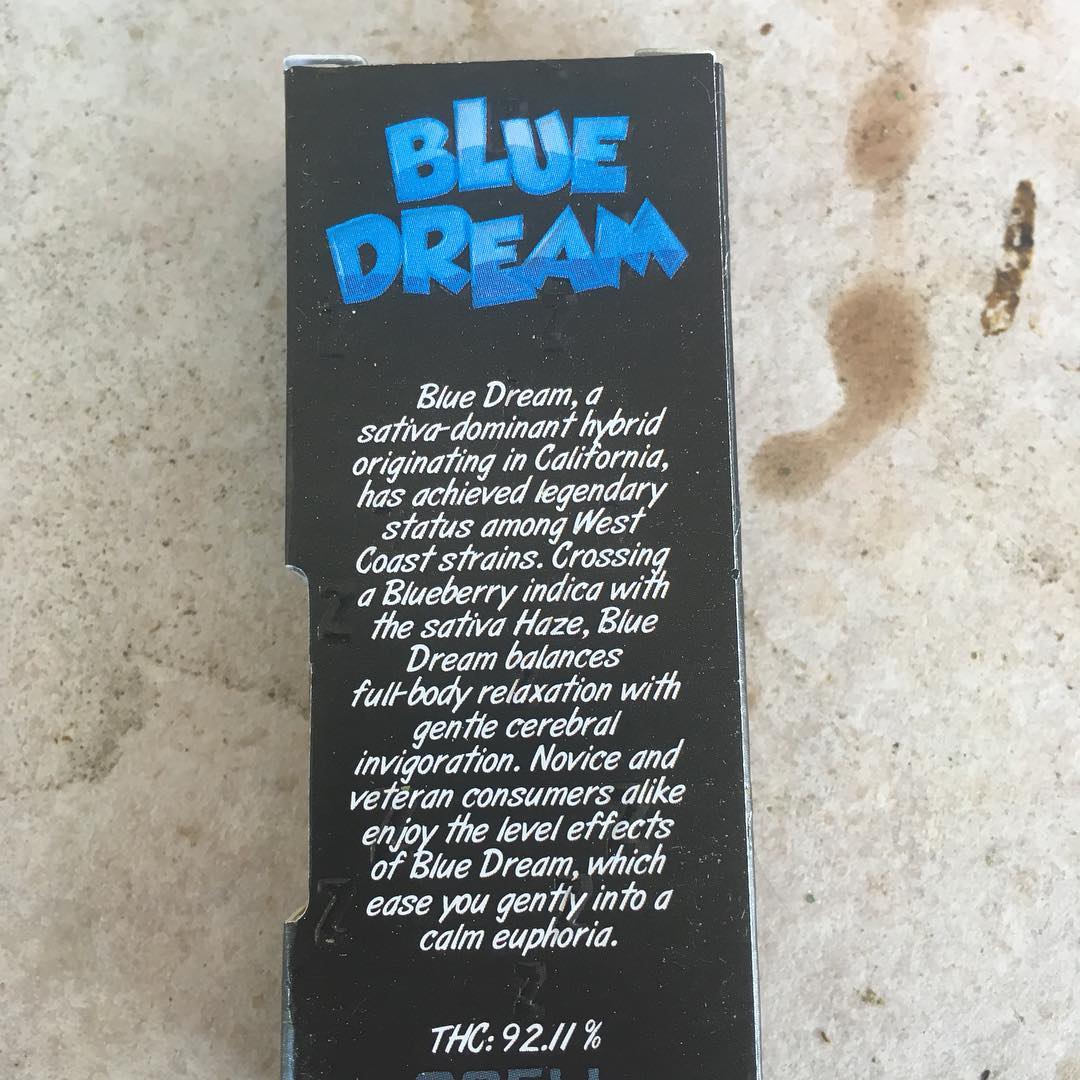 BLUE
DREAM
Blue Dream, a
sativa-dominant hybrid
originating in California,
has achieved legendary
status among West
Coast strains. Crossing
a Blueberry indica with
the sativa Haze, Blue
Dream balances
full-body relaxation with
gentle cerebral
invigoration. Novice and
veteran consumers alike
enjoy the level effects
of Blue Dream, which
ease you gently into a
calm euphoria.
THC: 92.11 %